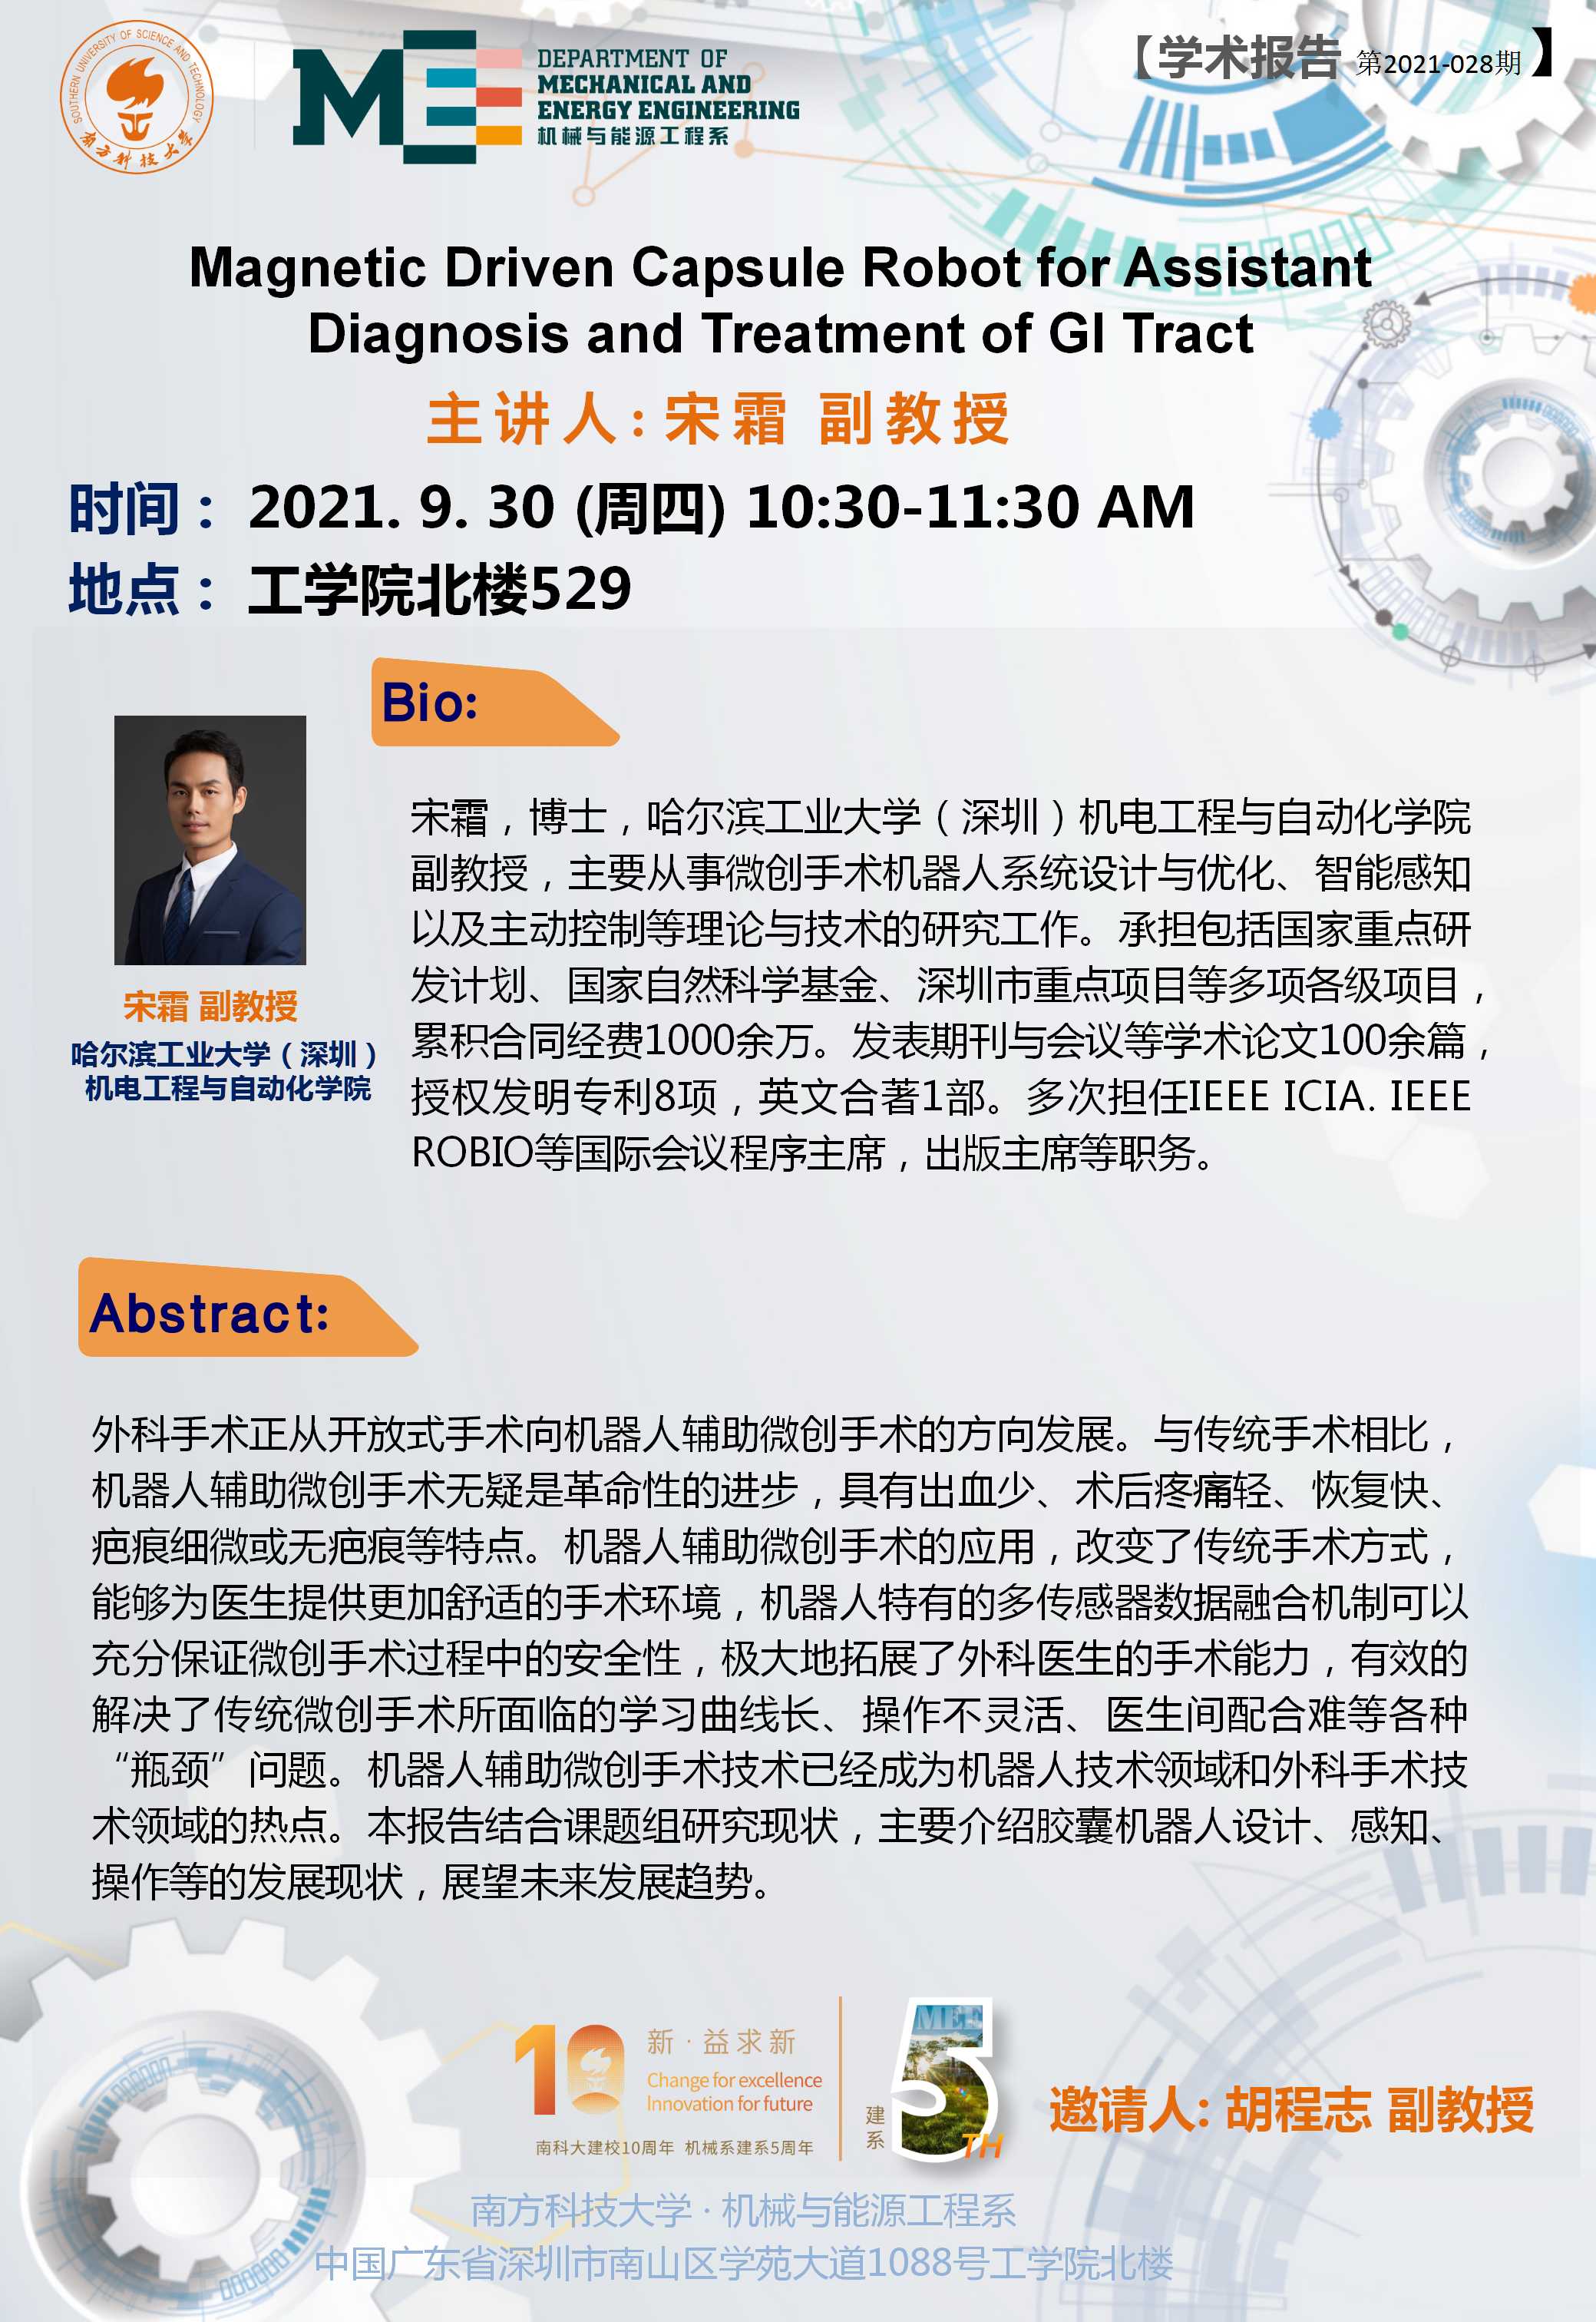 SOUTHERN UNIVERSITY OF SCIENCE AND TECHNOLOGY
南方科技大学
MEE
DEPARTMENT OF
MECHANICAL AND
ENERGY ENGINEERING
机械与能源工程系
【学术报告 第2021-028期】
Magnetic Driven Capsule Robot for Assistant
Diagnosis and Treatment of GI Tract
主讲人:宋霜 副教授
时间： 2021. 9. 30 (周四) 10:30-11:30 AM
地点： 工学院北楼529
Bio:
宋霜，博士，哈尔滨工业大学（深圳）机电工程与自动化学院
副教授，主要从事微创手术机器人系统设计与优化、智能感知
以及主动控制等理论与技术的研究工作。承担包括国家重点研
发计划、国家自然科学基金、深圳市重点项目等多项各级项目，
累积合同经费1000余万。发表期刊与会议等学术论文100余篇，
授权发明专利8项，英文合著1部。多次担任IEEE ICIA. IEEE
ROBIO等国际会议程序主席，出版主席等职务。
宋霜 副教授
哈尔滨工业大学（深圳）
机电工程与自动化学院
Abstract:
外科手术正从开放式手术向机器人辅助微创手术的方向发展。与传统手术相比，
机器人辅助微创手术无疑是革命性的进步，具有出血少、术后疼痛轻、恢复快、
疤痕细微或无疤痕等特点。机器人辅助微创手术的应用，改变了传统手术方式，
能够为医生提供更加舒适的手术环境，机器人特有的多传感器数据融合机制可以
充分保证微创手术过程中的安全性，极大地拓展了外科医生的手术能力，有效的
解决了传统微创手术所面临的学习曲线长、操作不灵活、医生间配合难等各种
“瓶颈”问题。机器人辅助微创手术技术已经成为机器人技术领域和外科手术技
术领域的热点。本报告结合课题组研究现状，主要介绍胶囊机器人设计、感知、
操作等的发展现状，展望未来发展趋势。
10
新·益求新
Change for excellence
Innovation for future
南科大建校10周年 机械系建系5周年
建系
MEE
5TH
邀请人: 胡程志 副教授
南方科技大学·机械与能源工程系
中国广东省深圳市南山区学苑大道1088号工学院北楼